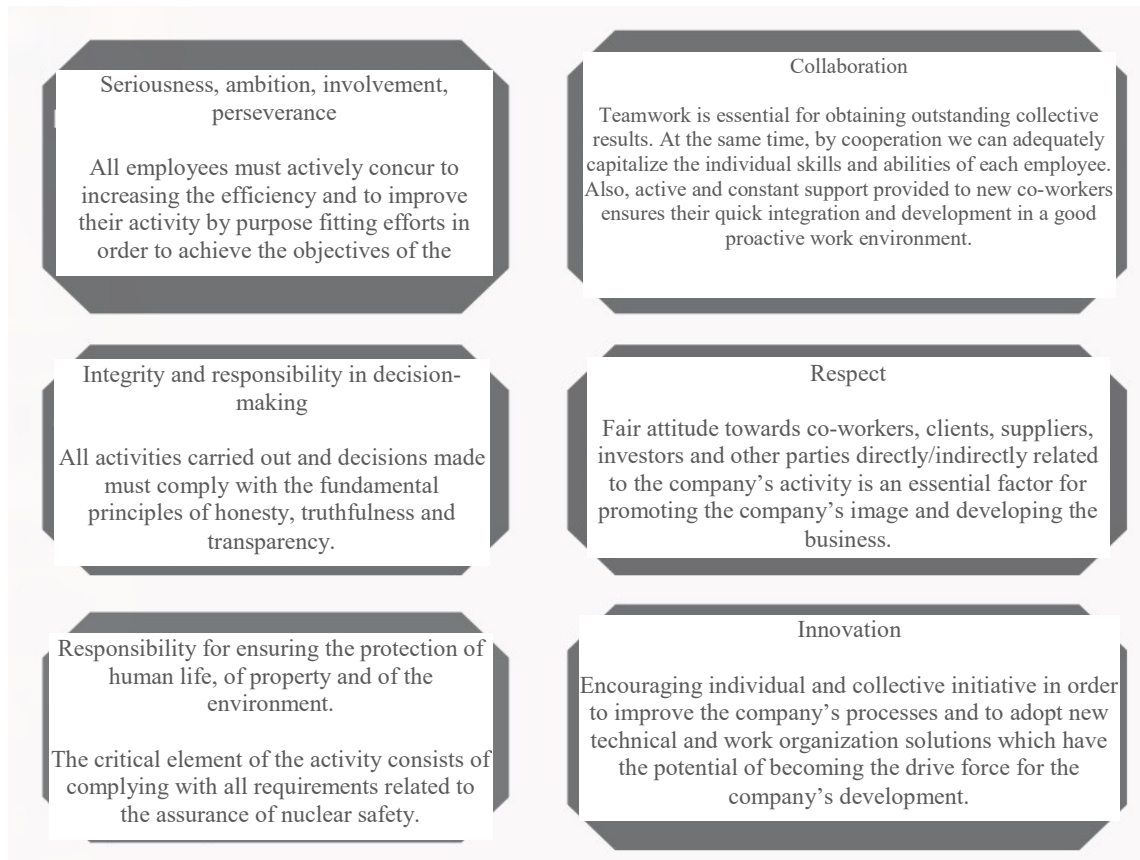 Seriousness, ambition, involvement,
perseverance
All employees must actively concur to
increasing the efficiency and to improve
their activity by purpose fitting efforts in
order to achieve the objectives of the
Collaboration
Teamwork is essential for obtaining outstanding collective
results. At the same time, by cooperation we can adequately
capitalize the individual skills and abilities of each employee.
Also, active and constant support provided to new co-workers
ensures their quick integration and development in a good
proactive work environment.
Integrity and responsibility in decision-
making
All activities carried out and decisions made
must comply with the fundamental
principles of honesty, truthfulness and
transparency.
Respect
Fair attitude towards co-workers, clients, suppliers,
investors and other parties directly/indirectly related
to the company’s activity is an essential factor for
promoting the company’s image and developing the
business.
Responsibility for ensuring the protection of
human life, of property and of the
environment.
The critical element of the activity consists of
complying with all requirements related to
the assurance of nuclear safety.
Innovation
Encouraging individual and collective initiative in order
to improve the company’s processes and to adopt new
technical and work organization solutions which have
the potential of becoming the drive force for the
company’s development.